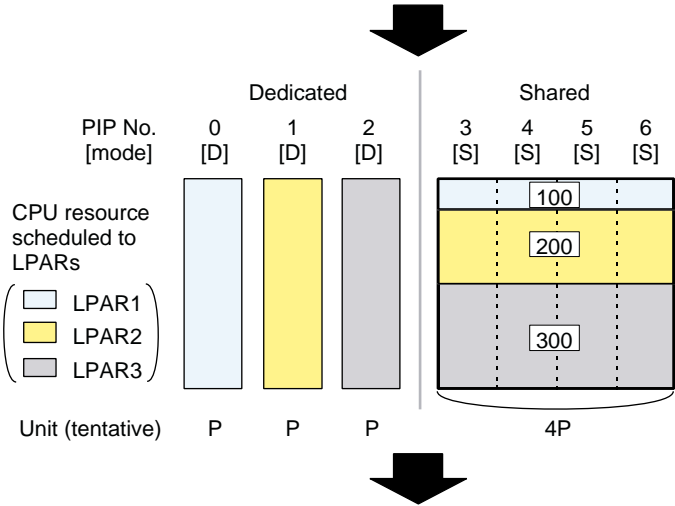 Dedicated Shared
PIP No. 0 1 2 3 4 5 6
[mode] [D] [D] [D] [S] [S] [S] [S]
100
CPU resource
scheduled to
LPARs
200
LPAR1
LPAR2
300
LPAR3
Unit (tentative) P P P 4P